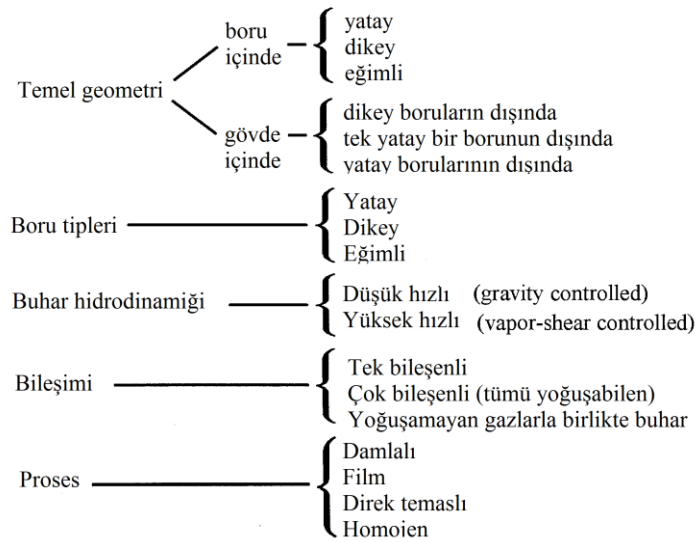 Temel geometri
boru
içinde
yatay
dikey
eğimli
gövde
içinde
dikey boruların dışında
tek yatay bir borunun dışında
yatay borularının dışında
Boru tipleri
Yatay
Dikey
Eğimli
Buhar hidrodinamiği
Düşük hızlı (gravity controlled)
Yüksek hızlı (vapor-shear controlled)
Bileşimi
Tek bileşenli
Çok bileşenli (tümü yoğuşabilen)
Yoğuşamayan gazlarla birlikte buhar
Proses
Damlalı
Film
Direk temaslı
Homojen